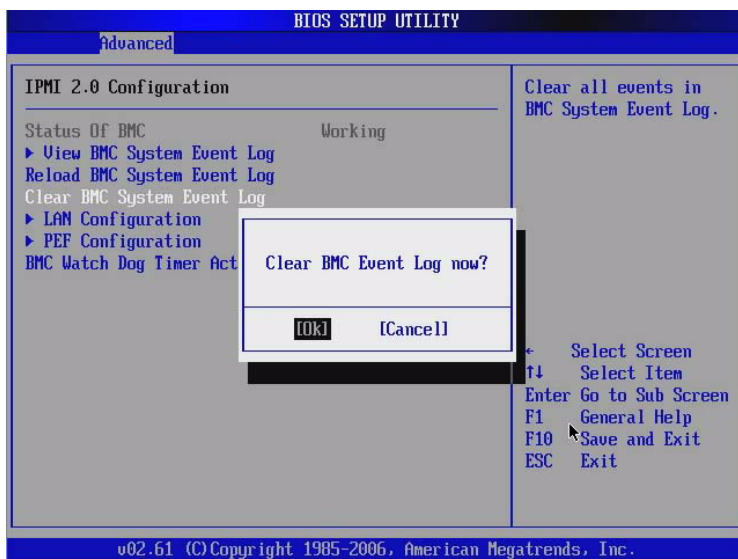 BIOS SETUP UTILITY
Advanced
IPMI 2.0 Configuration
Status Of BMC Working
▶ View BMC System Event Log
Reload BMC System Event Log
Clear BMC System Event Log
▶ LAN Configuration
▶ PEF Configuration
BMC Watch Dog Timer Act
Clear BMC Event Log now?
[Ok] [Cancel]
Clear all events in
BMC System Event Log.
← Select Screen
↑↓ Select Item
Enter Go to Sub Screen
F1 General Help
F10 Save and Exit
ESC Exit
v02.61 (C)Copyright 1985-2006, American Megatrends, Inc.